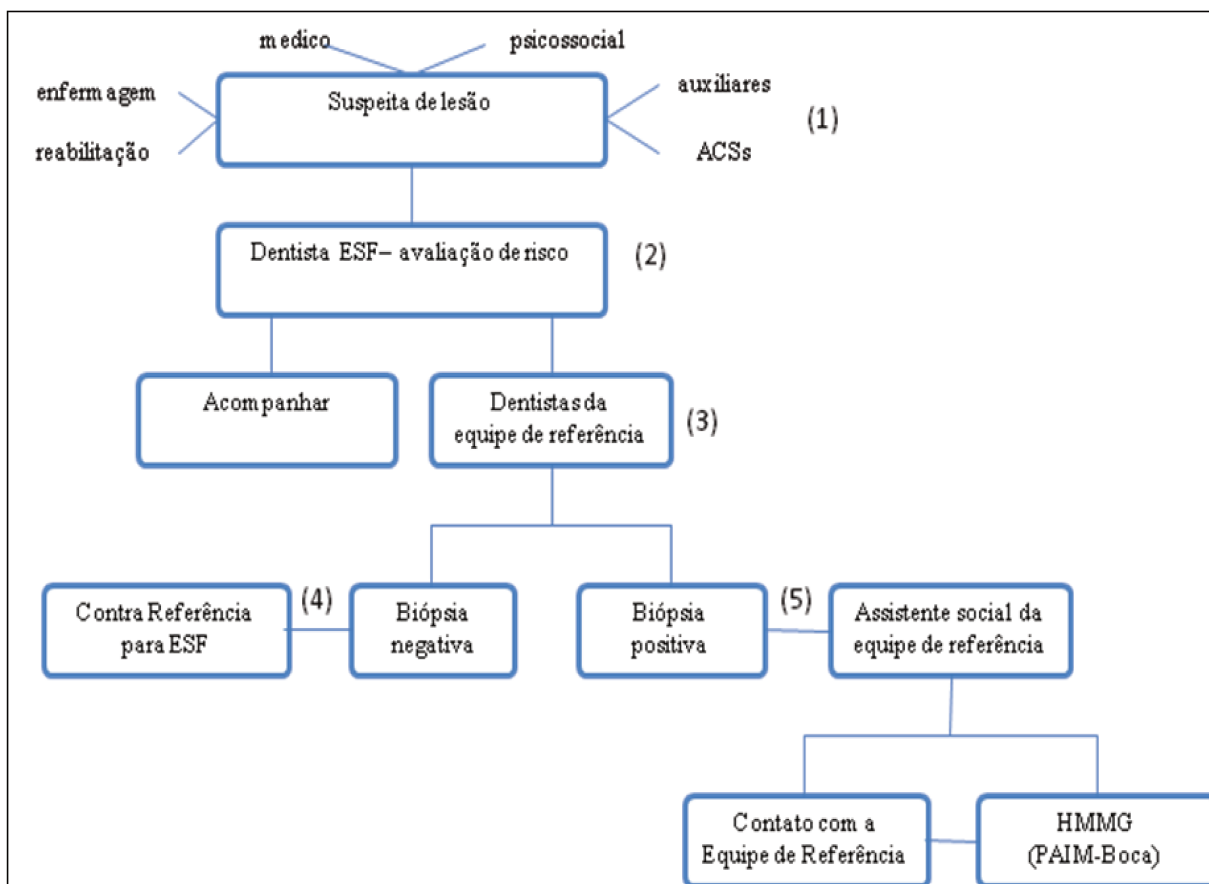 medico
psicossocial
enfermagem
reabilitação
Suspeita de lesão
auxiliares
ACSs
(1)
Dentista ESF– avaliação de risco
(2)
Acompanhar
Dentistas da
equipe de referência
(3)
Contra Referência
para ESF
(4)
Biópsia
negativa
Biópsia
positiva
(5)
Assistente social da
equipe de referência
Contato com a
Equipe de Referência
HMMG
(PAIM-Boca)